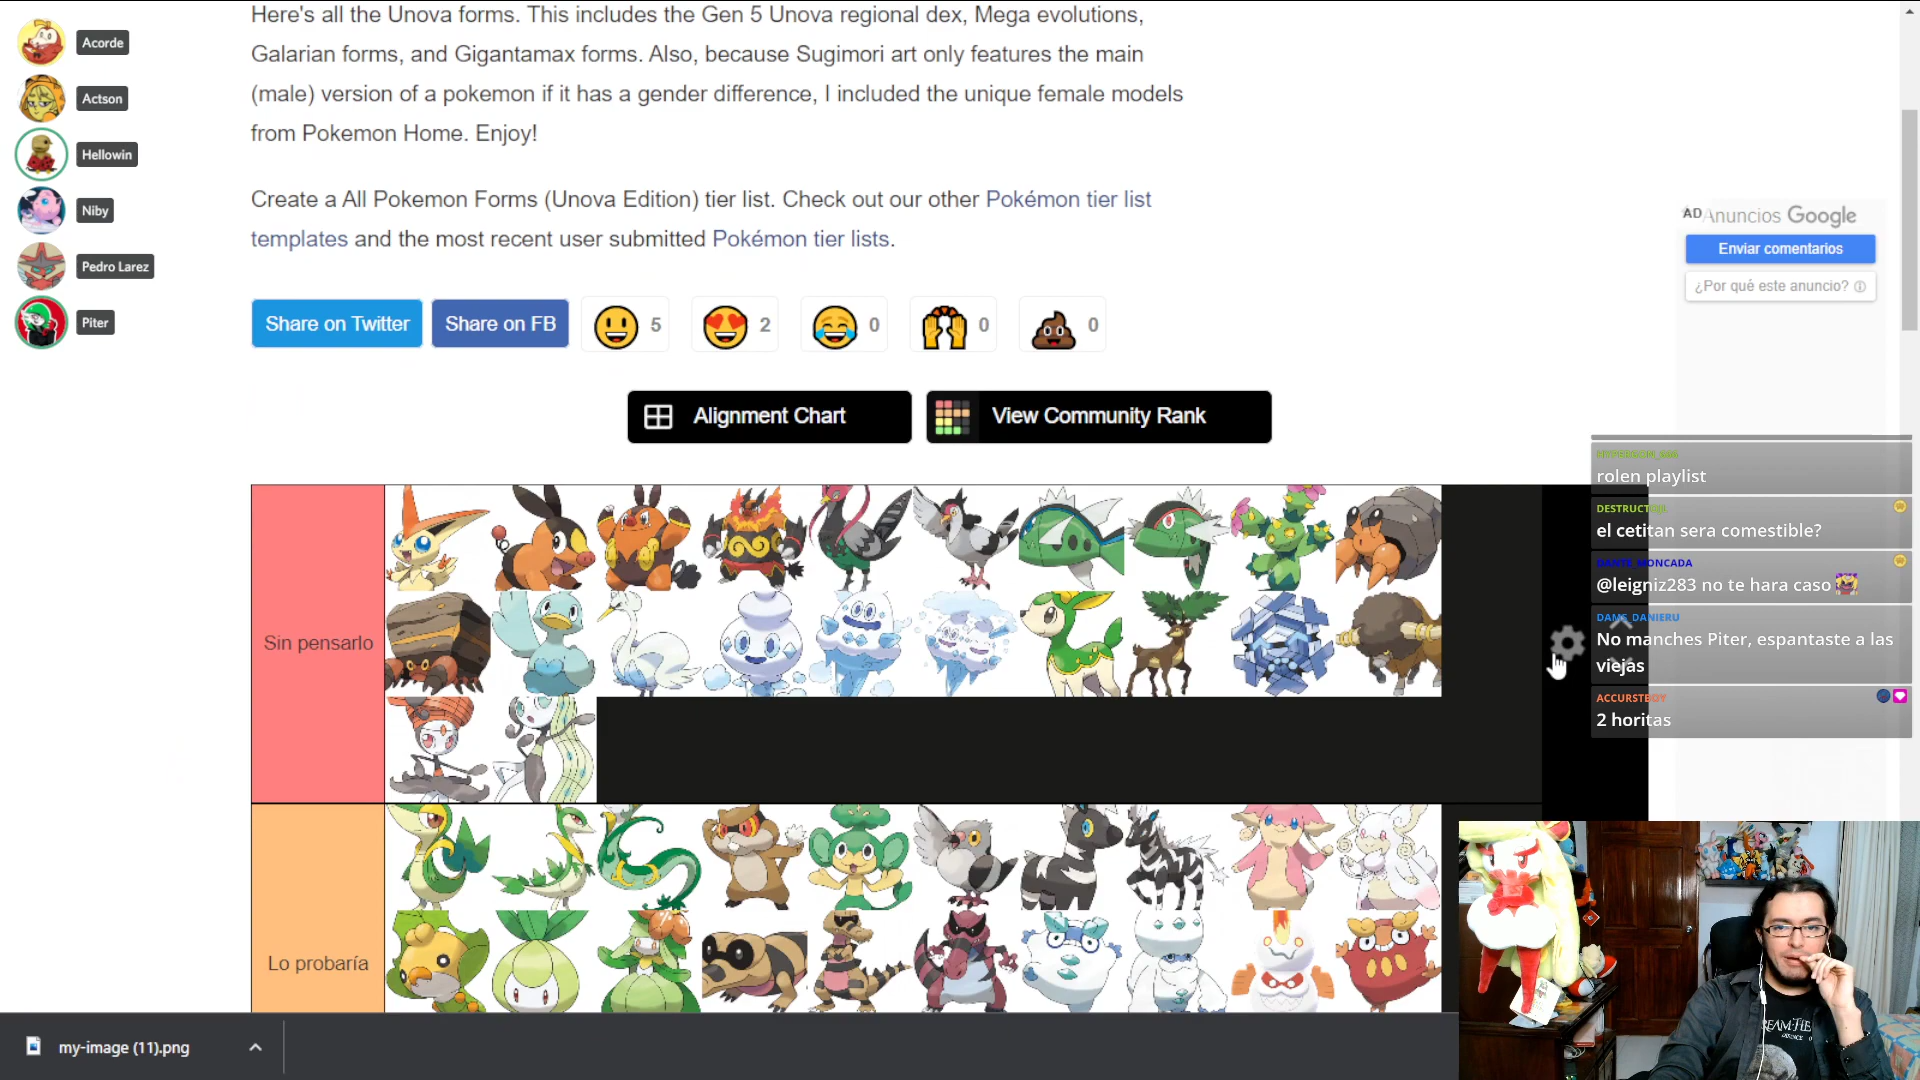 Here's all the Unova forms. This includes the Gen 5 Unova regional dex, Mega evolutions,
Galarian forms, and Gigantamax forms. Also, because Sugimori art only features the main
(male) version of a pokemon if it has a gender difference, I included the unique female models
from Pokemon Home. Enjoy!
Create a All Pokemon Forms (Unova Edition) tier list. Check out our other Pokémon tier list
templates and the most recent user submitted Pokémon tier lists.
Acorde
Actson
Hellowin
Niby
Pedro Larez
Piter
AD Anuncios Google
Enviar comentarios
¿Por qué este anuncio?
Share on Twitter
Share on FB
5
2
0
0
0
Alignment Chart
View Community Rank
rolen playlist
el cetitan sera comestible?
DANTE_MONCADA
@leigniz283 no te hara caso
DAMS_DANIERU
No manches Piter, espantaste a las
viejas
ACCURSTBOY
2 horitas
Sin pensarlo
Lo probaría
my-image (11).png